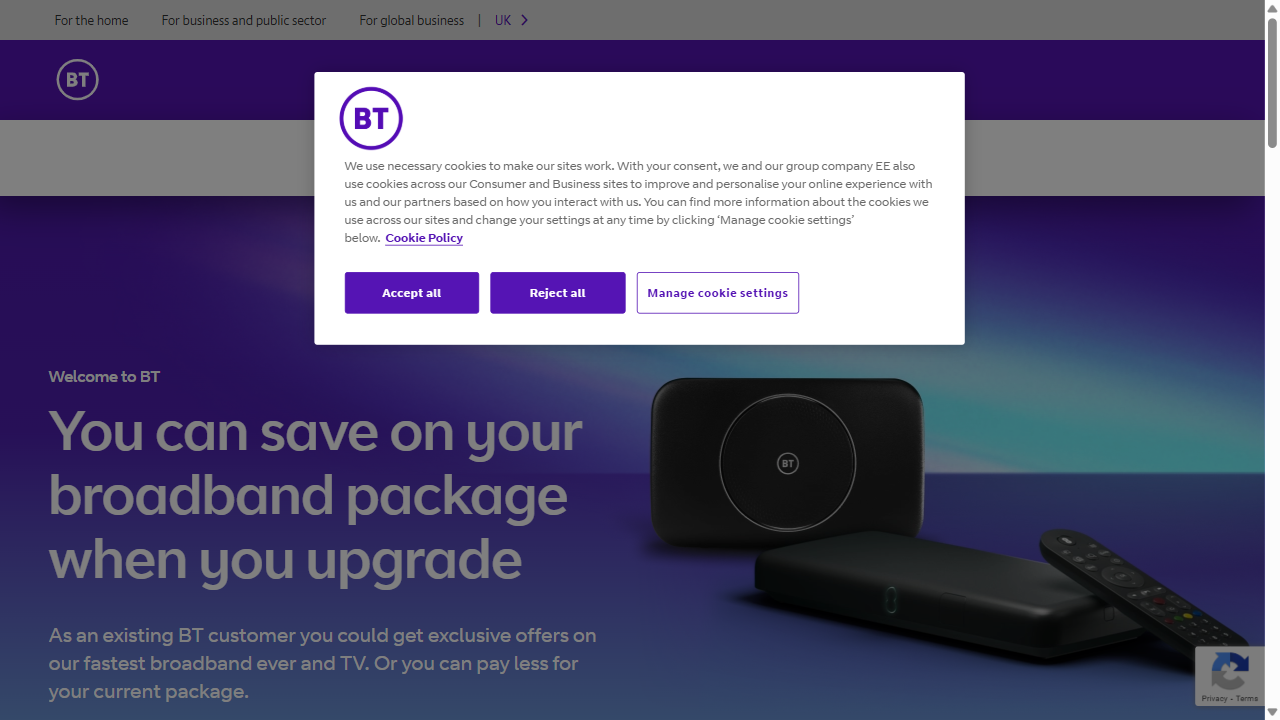 For the home For business and public sector For global business | UK
BT
BT
We use necessary cookies to make our sites work. With your consent, we and our group company EE also
use cookies across our Consumer and Business sites to improve and personalise your online experience with
us and our partners based on how you interact with us. You can find more information about the cookies we
use across our sites and change your settings at any time by clicking ‘Manage cookie settings’
below. Cookie Policy
Accept all Reject all Manage cookie settings
Welcome to BT
You can save on your
broadband package
when you upgrade
As an existing BT customer you could get exclusive offers on
our fastest broadband ever and TV. Or you can pay less for
your current package.
BT
Privacy - Terms